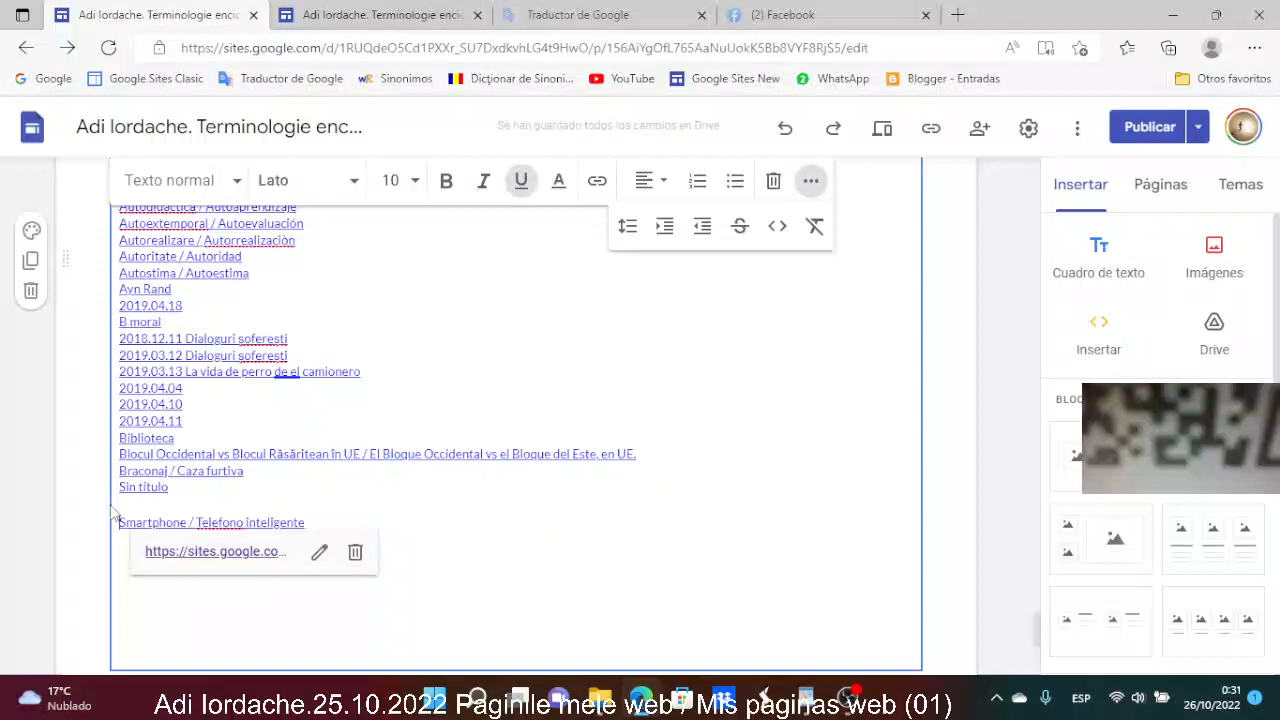 Adi Iordache. Terminologie encic
Adi Iordache. Terminologie encic
Traductor de Google
(2) Facebook
https://sites.google.com/d/1RUQdeO5Cd1PXXr_SU7DxdkvhLG4t9HwO/p/156AiYgOfL765AaNuUokK5Bb8VYF8RjS5/edit
Google
Google Sites Clasic
Traductor de Google
Sinonimos
Dicționar de Sinoni...
YouTube
Google Sites New
WhatsApp
Blogger - Entradas
Otros favoritos
Adi Iordache. Terminologie enc...
Se han guardado todos los cambios en Drive
Publicar
Texto normal
Lato
10
Insertar
Páginas
Temas
Cuadro de texto
Imágenes
Insertar
Drive
Autodidactica / Autoaprendizaje
Autoextemporal / Autoevaluación
Autorealizare / Autorrealizaciòn
Autoritate / Autoridad
Autostima / Autoestima
Ayn Rand
2019.04.18
B moral
2018.12.11 Dialoguri șoferești
2019.03.12 Dialoguri șoferești
2019.03.13 La vida de perro de el camionero
2019.04.04
2019.04.10
2019.04.11
Biblioteca
Blocul Occidental vs Blocul Răsăritean în UE / El Bloque Occidental vs el Bloque del Este, en UE.
Braconaj / Caza furtiva
Sin título
Smartphone / Telefono inteligente
https://sites.google.co...
17°C
Nublado
ESP
0:31
26/10/2022
Adi Iordache.25.10.2022 Paginile mele web / Mis páginas web (01)